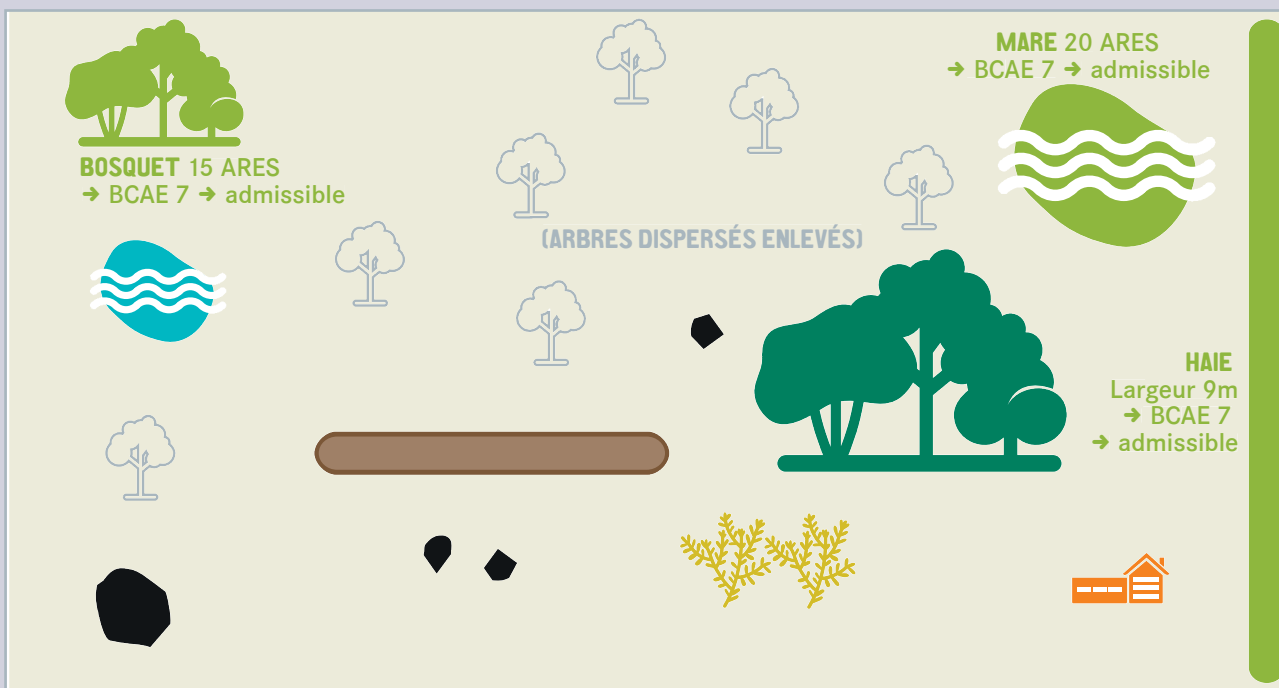 MARE 20 ARES
➔ BCAE 7 ➔ admissible
BOSQUET 15 ARES
➔ BCAE 7 ➔ admissible
(ARBRES DISPERSÉS ENLEVÉS)
HAIE
Largeur 9m
➔ BCAE 7
➔ admissible